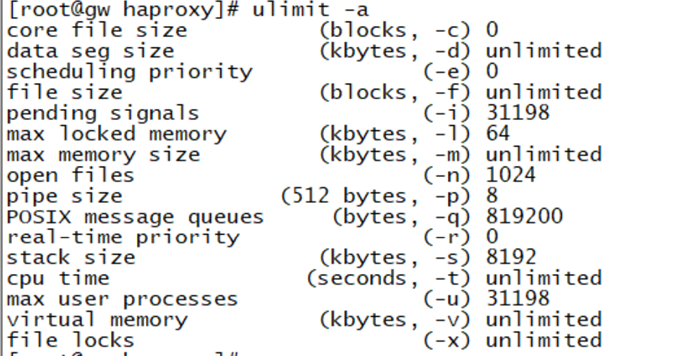 [root@gw haproxy]# ulimit -a
core file size          (blocks, -c) 0
data seg size           (kbytes, -d) unlimited
scheduling priority             (-e) 0
file size               (blocks, -f) unlimited
pending signals                 (-i) 31198
max locked memory       (kbytes, -l) 64
max memory size         (kbytes, -m) unlimited
open files                      (-n) 1024
pipe size            (512 bytes, -p) 8
POSIX message queues     (bytes, -q) 819200
real-time priority              (-r) 0
stack size              (kbytes, -s) 8192
cpu time               (seconds, -t) unlimited
max user processes              (-u) 31198
virtual memory          (kbytes, -v) unlimited
file locks                      (-x) unlimited